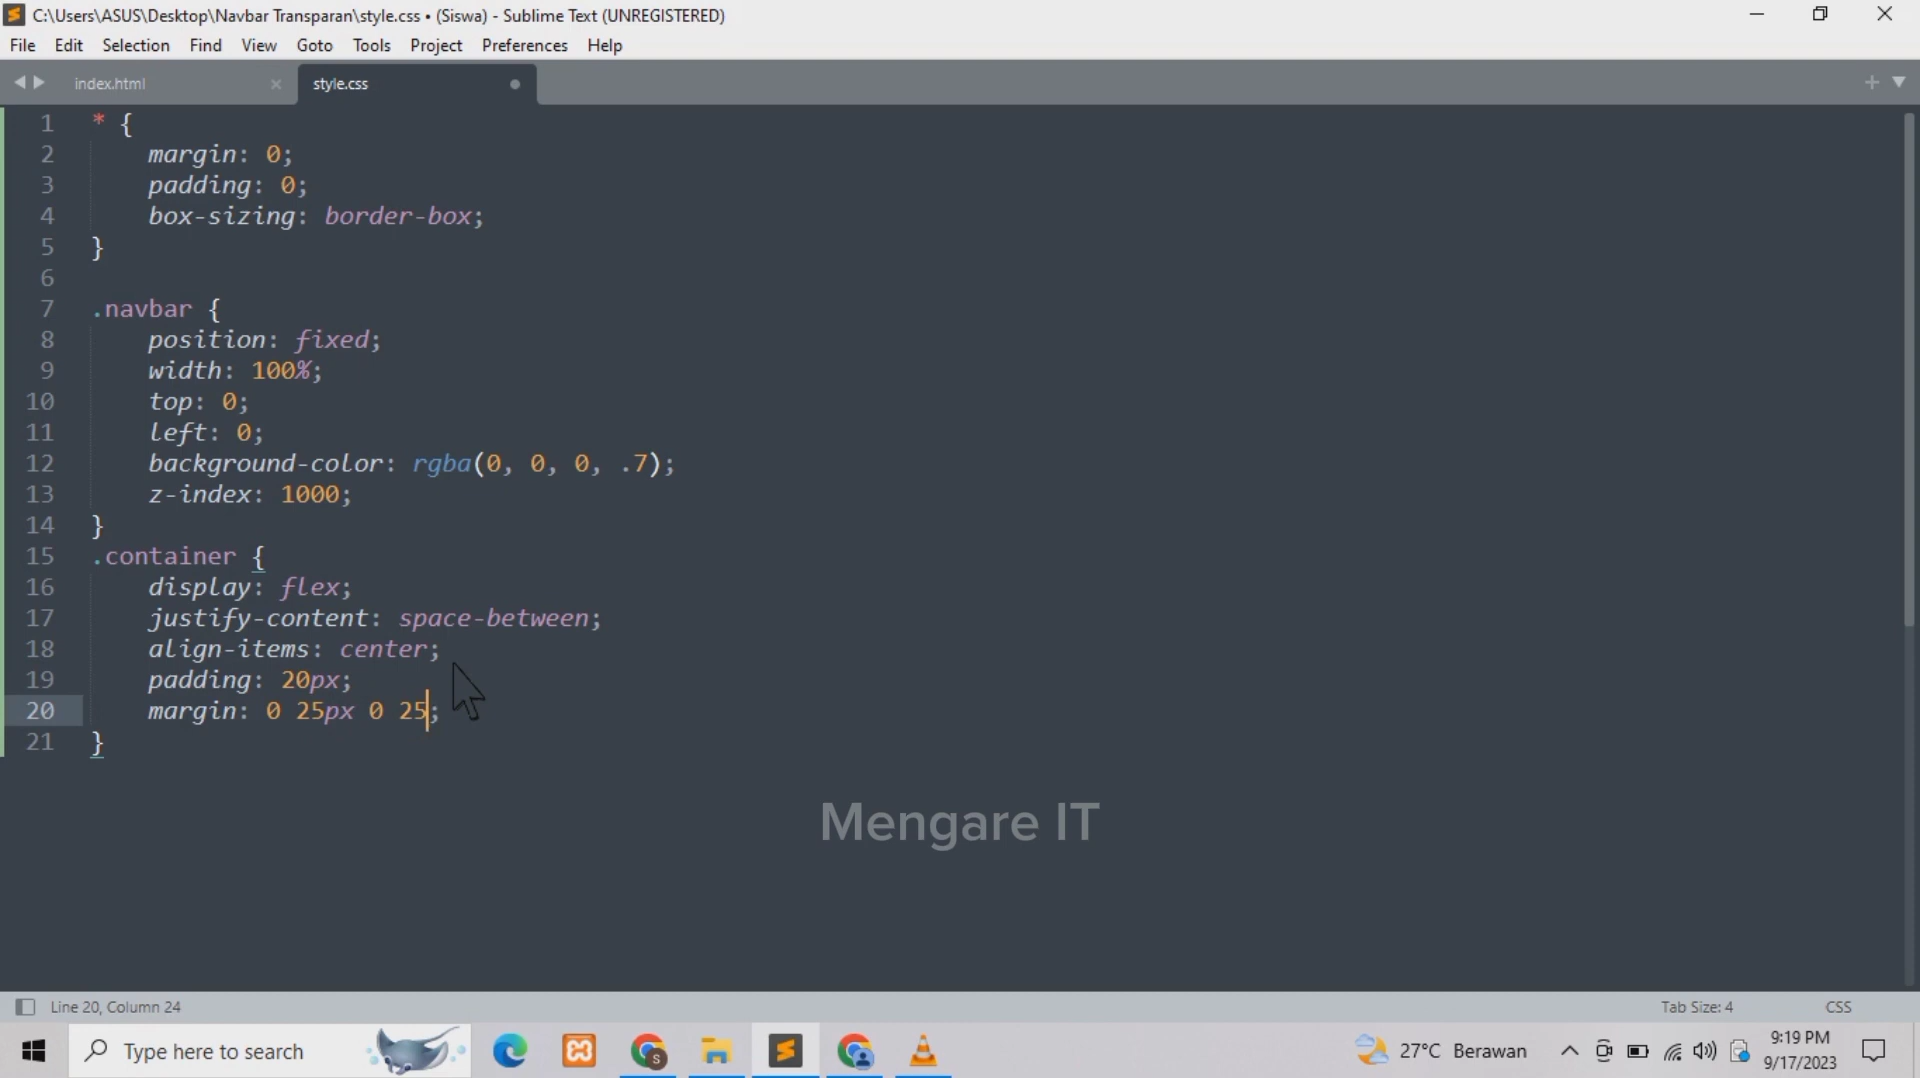 C:\Users\ASUS\Desktop\Navbar Transparan\style.css • (Siswa) - Sublime Text (UNREGISTERED)
File Edit Selection Find View Goto Tools Project Preferences Help
index.html style.css
1 * {
2 margin: 0;
3 padding: 0;
4 box-sizing: border-box;
5 }
6
7 .navbar {
8 position: fixed;
9 width: 100%;
10 top: 0;
11 left: 0;
12 background-color: rgba(0, 0, 0, .7);
13 z-index: 1000;
14 }
15 .container {
16 display: flex;
17 justify-content: space-between;
18 align-items: center;
19 padding: 20px;
20 margin: 0 25px 0 25;
21 }
Mengare IT
Line 20, Column 24 Tab Size: 4 CSS
Type here to search 27°C Berawan 9:19 PM
9/17/2023